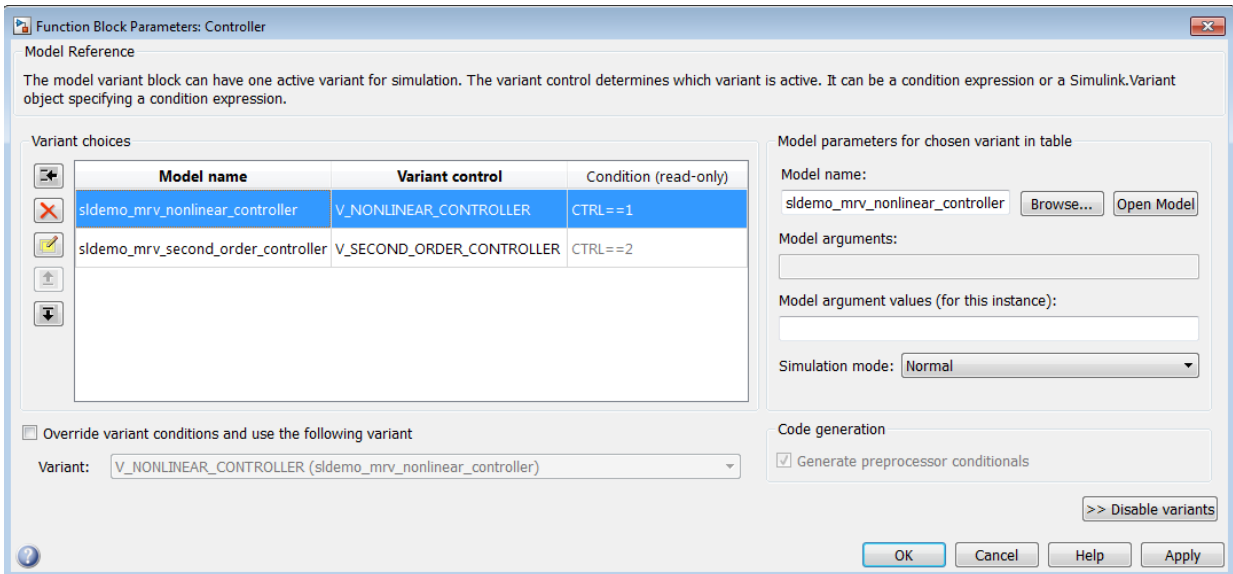 Function Block Parameters: Controller
Model Reference
The model variant block can have one active variant for simulation. The variant control determines which variant is active. It can be a condition expression or a Simulink.Variant
object specifying a condition expression.
Variant choices
Model name Variant control Condition (read-only)
sldemo_mrv_nonlinear_controller V_NONLINEAR_CONTROLLER CTRL==1
sldemo_mrv_second_order_controller V_SECOND_ORDER_CONTROLLER CTRL==2
Model parameters for chosen variant in table
Model name:
sldemo_mrv_nonlinear_controller Browse... Open Model
Model arguments:
Model argument values (for this instance):
Simulation mode: Normal
Override variant conditions and use the following variant
Variant: V_NONLINEAR_CONTROLLER (sldemo_mrv_nonlinear_controller)
Code generation
Generate preprocessor conditionals
>> Disable variants
? OK Cancel Help Apply